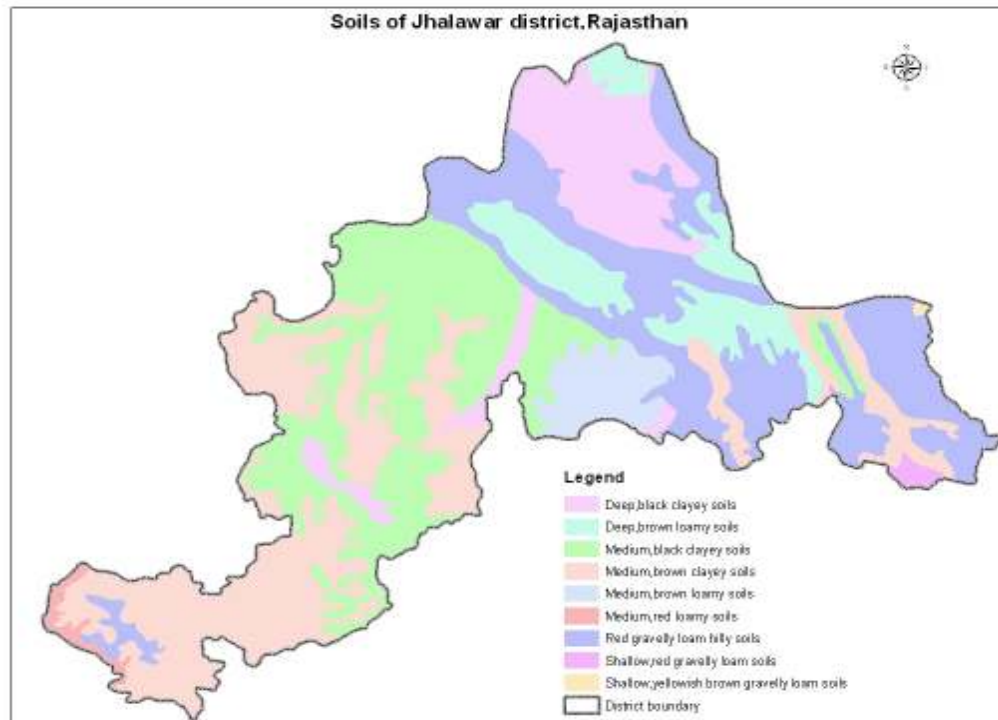 Soils of Jhalawar district,Rajasthan
Legend
Deep,black clayey soils
Deep,brown loamy soils
Medium,black clayey soils
Medium,brown clayey soils
Medium,brown loamy soils
Medium,red loamy soils
Red gravelly loam hilly soils
Shallow,red gravelly loam soils
Shallow,yellowish brown gravelly loam soils
District boundary